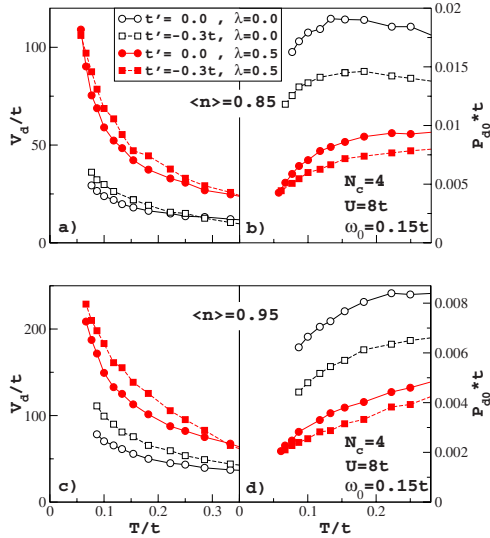 t'= 0.0 , λ=0.0
t'=−0.3t, λ=0.0
t'= 0.0 , λ=0.5
t'=−0.3t, λ=0.5
100
50
0
V_d/t
a)
<n>=0.85
b)
N_c=4
U=8t
ω_0=0.15t
0.02
0.015
0.01
0.005
0
P_d0*t
200
100
0
V_d/t
c)
<n>=0.95
d)
N_c=4
U=8t
ω_0=0.15t
0.008
0.006
0.004
0.002
0
P_d0*t
0 0.1 0.2 0.3 0.1 0.2
T/t T/t